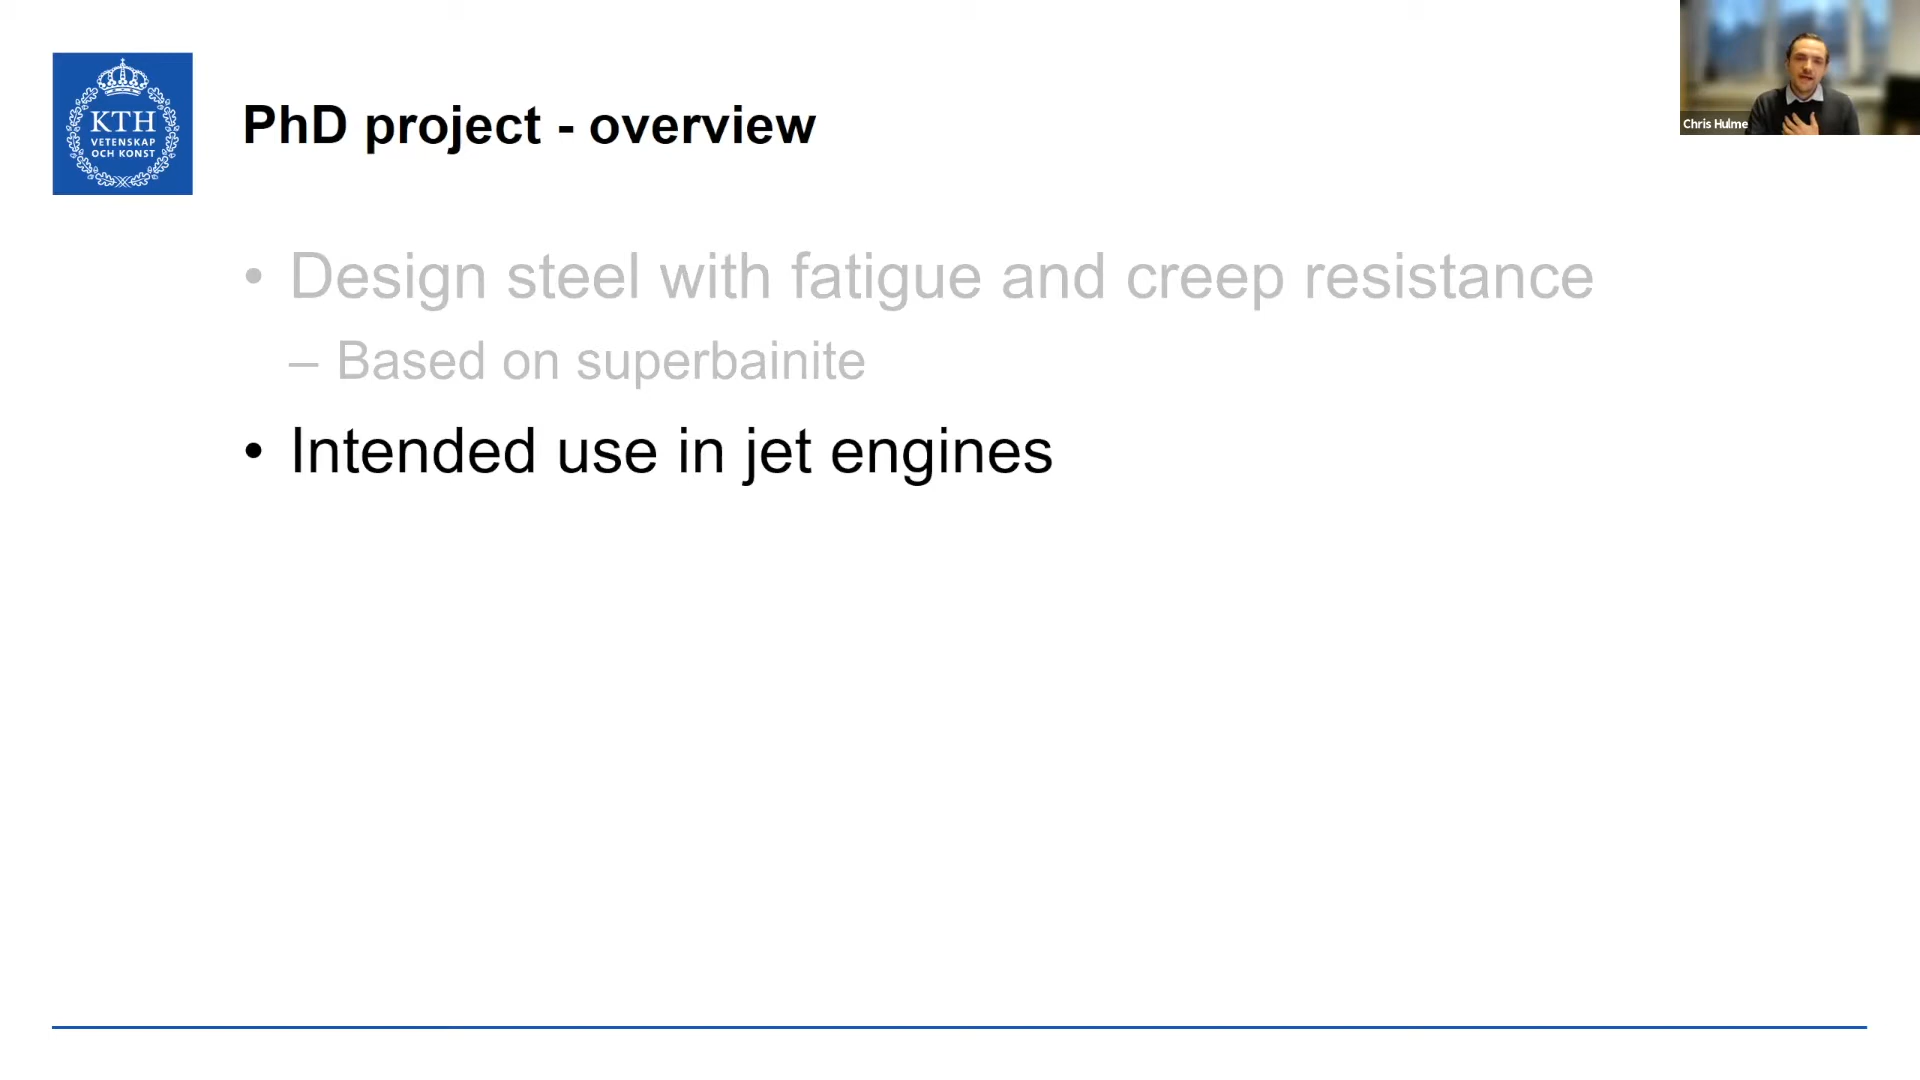 KTH
VETENSKAP
OCH KONST
PhD project - overview
Chris Hulme
• Design steel with fatigue and creep resistance
– Based on superbainite
• Intended use in jet engines